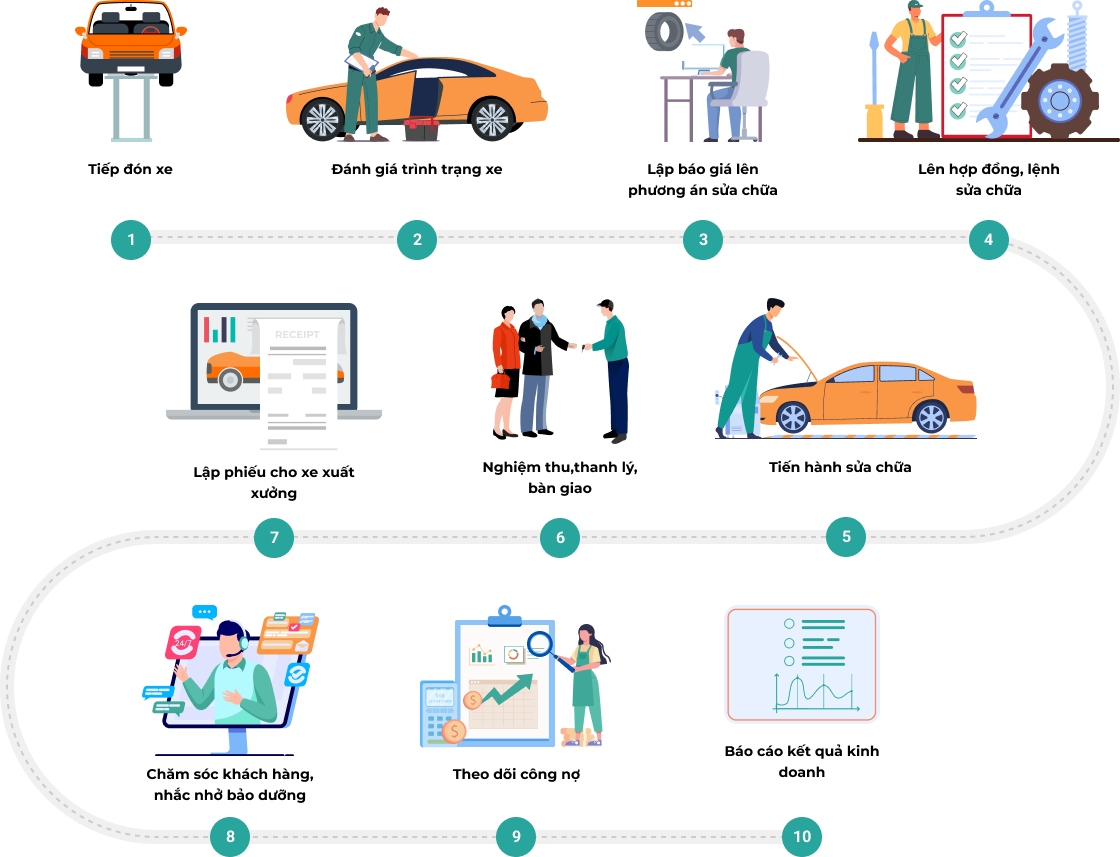 Tiếp đón xe
Đánh giá trình trạng xe
Lập báo giá lên
phương án sửa chữa
Lên hợp đồng, lệnh
sửa chữa
1
2
3
4
RECEIPT
Lập phiếu cho xe xuất
xưởng
Nghiệm thu,thanh lý,
bàn giao
Tiến hành sửa chữa
7
6
5
24/7
$
$
Chăm sóc khách hàng,
nhắc nhở bảo dưỡng
Theo dõi công nợ
Báo cáo kết quả kinh
doanh
8
9
10